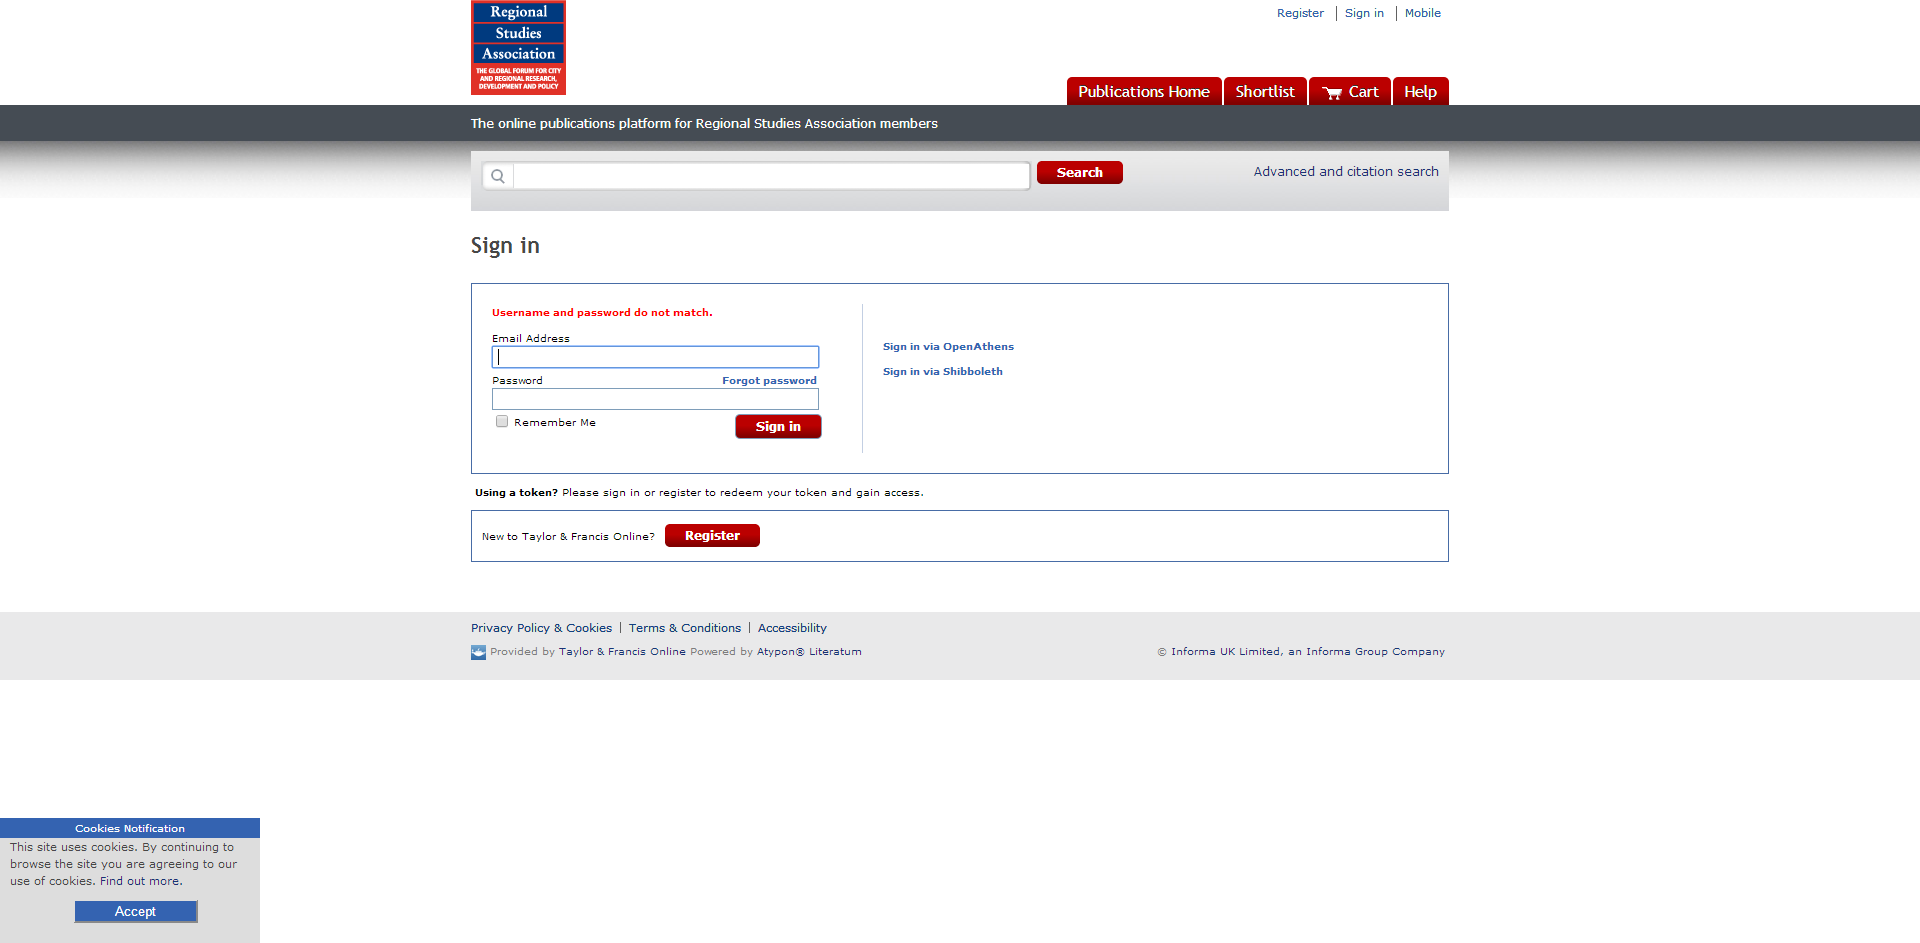 Regional
Studies
Association
THE GLOBAL FORUM FOR CITY
AND REGIONAL RESEARCH,
DEVELOPMENT AND POLICY
Register
Sign in
Mobile
Publications Home
Shortlist
Cart
Help
The online publications platform for Regional Studies Association members
Search
Advanced and citation search
Sign in
Username and password do not match.
Email Address
Password
Forgot password
Remember Me
Sign in
Sign in via OpenAthens
Sign in via Shibboleth
Using a token? Please sign in or register to redeem your token and gain access.
New to Taylor & Francis Online?
Register
Privacy Policy & Cookies
Terms & Conditions
Accessibility
Provided by Taylor & Francis Online Powered by Atypon® Literatum
© Informa UK Limited, an Informa Group Company
Cookies Notification
This site uses cookies. By continuing to
browse the site you are agreeing to our
use of cookies. Find out more.
Accept